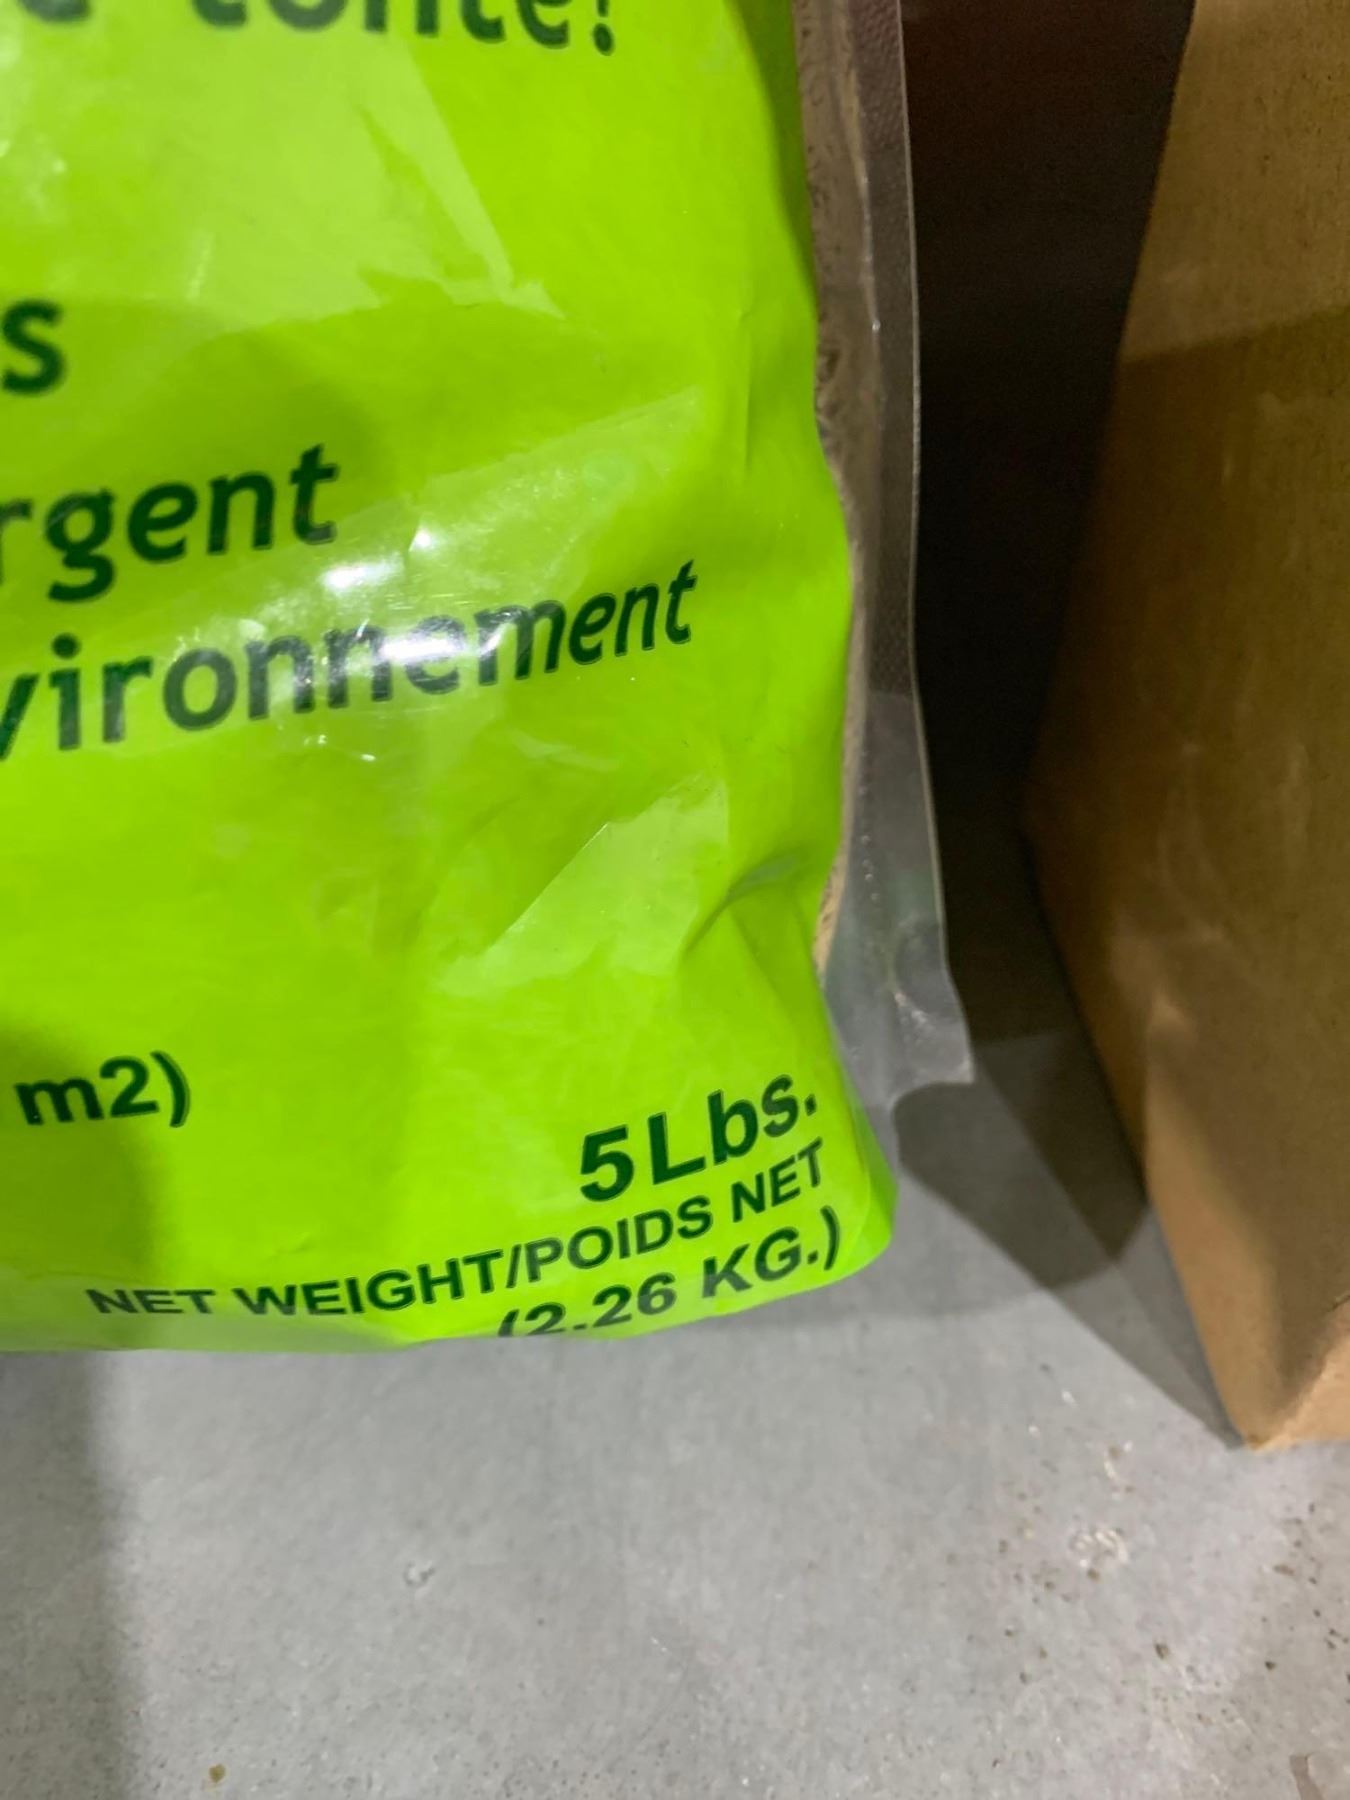 s
rgent
vironnement
m2)
5Lbs.
NET WEIGHT/POIDS NET
(2.26 KG.)